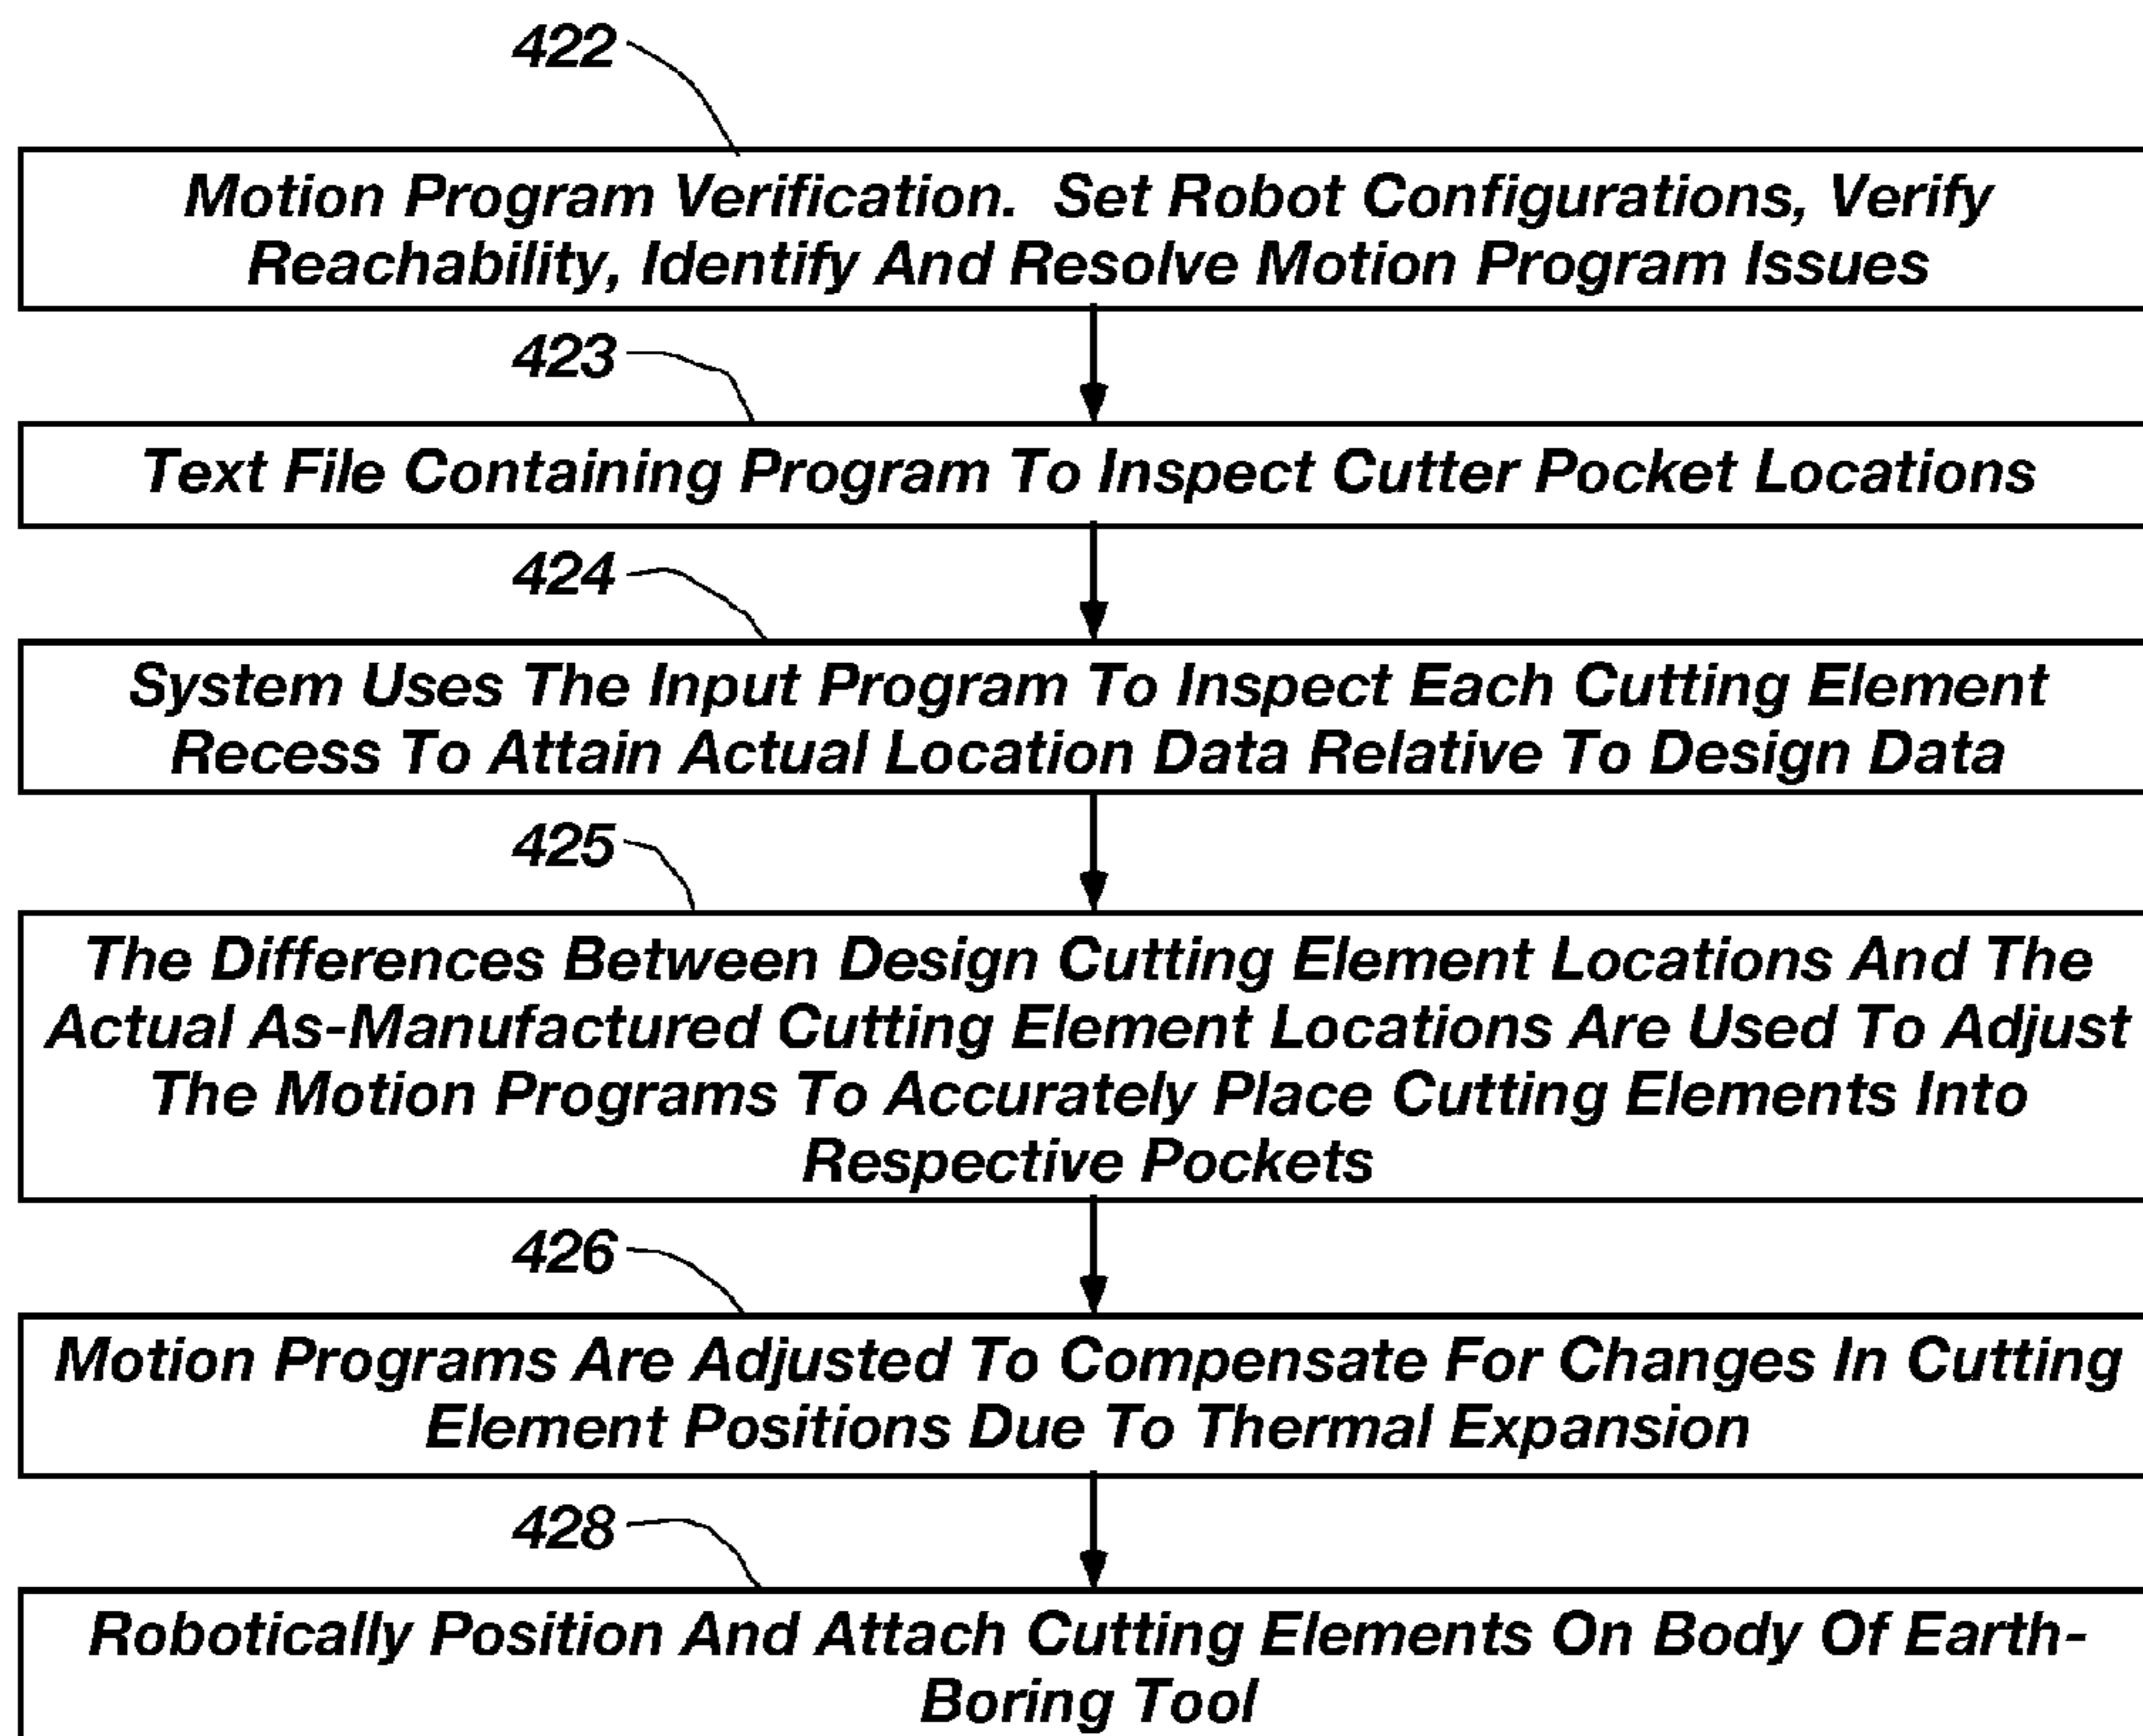 422
Motion Program Verification. Set Robot Configurations, Verify
Reachability, Identify And Resolve Motion Program Issues
423
Text File Containing Program To Inspect Cutter Pocket Locations
424
System Uses The Input Program To Inspect Each Cutting Element
Recess To Attain Actual Location Data Relative To Design Data
425
The Differences Between Design Cutting Element Locations And The
Actual As-Manufactured Cutting Element Locations Are Used To Adjust
The Motion Programs To Accurately Place Cutting Elements Into
Respective Pockets
426
Motion Programs Are Adjusted To Compensate For Changes In Cutting
Element Positions Due To Thermal Expansion
428
Robotically Position And Attach Cutting Elements On Body Of Earth-
Boring Tool